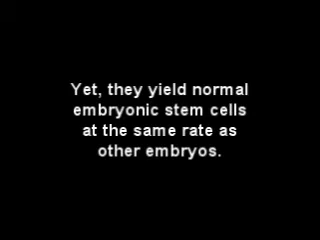 Yet, they yield normal
embryonic stem cells
at the same rate as
other embryos.